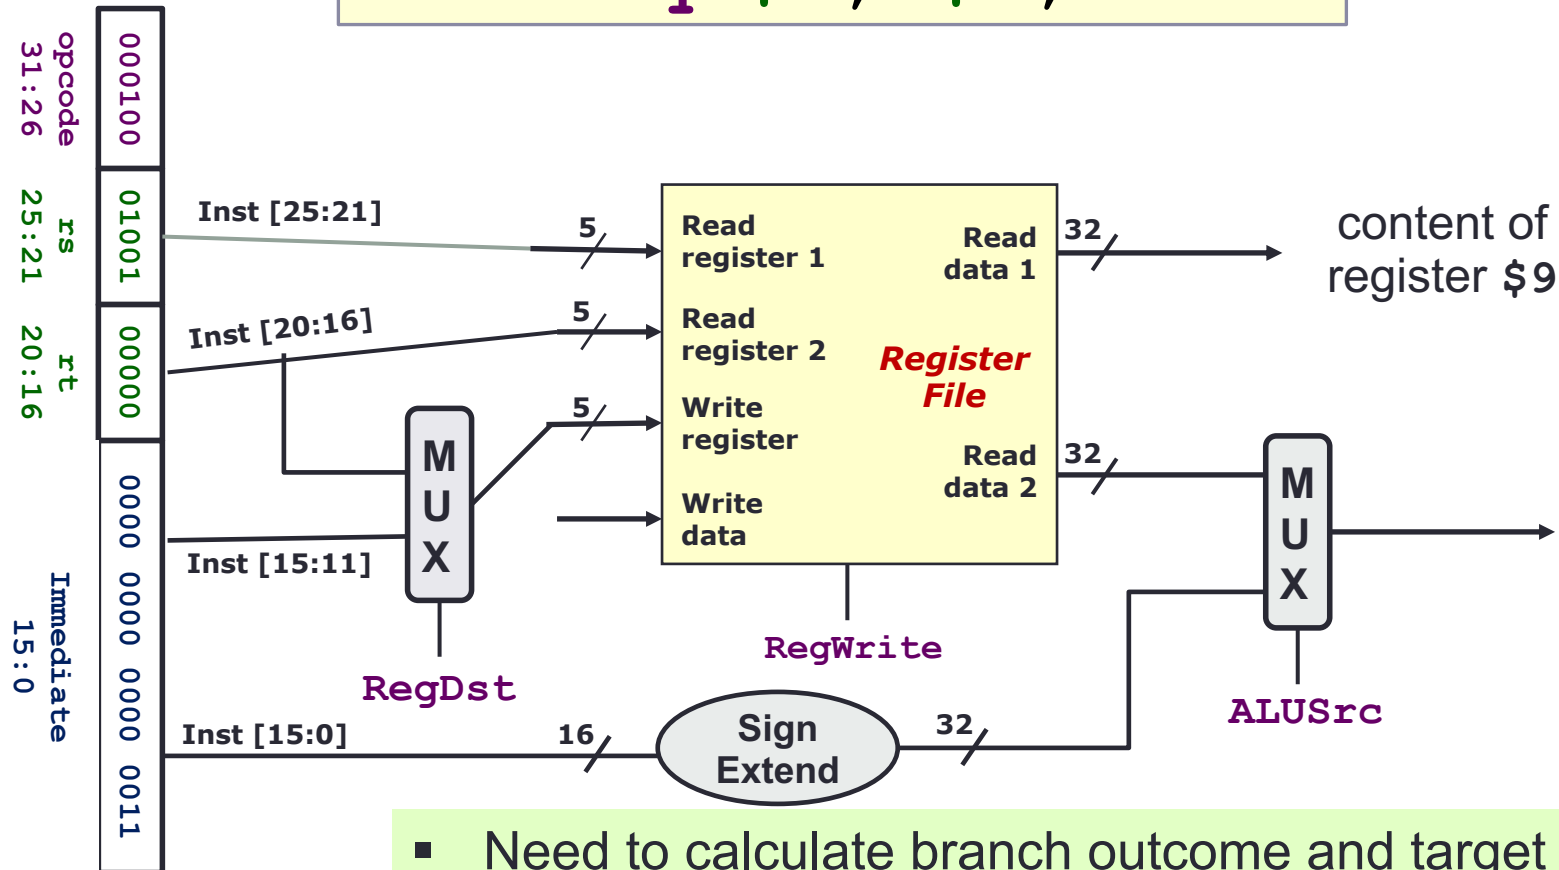 opcode
31:26
000100
rs
25:21
01001
rt
20:16
00000
Immediate
15:0
0000 0000 0000 0011
Inst [25:21]
5
Inst [20:16]
5
5
Inst [15:11]
M
U
X
RegDst
Read
register 1
Read
register 2
Write
register
Write
data
Read
data 1
Register
File
Read
data 2
RegWrite
32
content of
register $9
32
M
U
X
ALUSrc
Inst [15:0]
16
Sign
Extend
32
▪ Need to calculate branch outcome and target